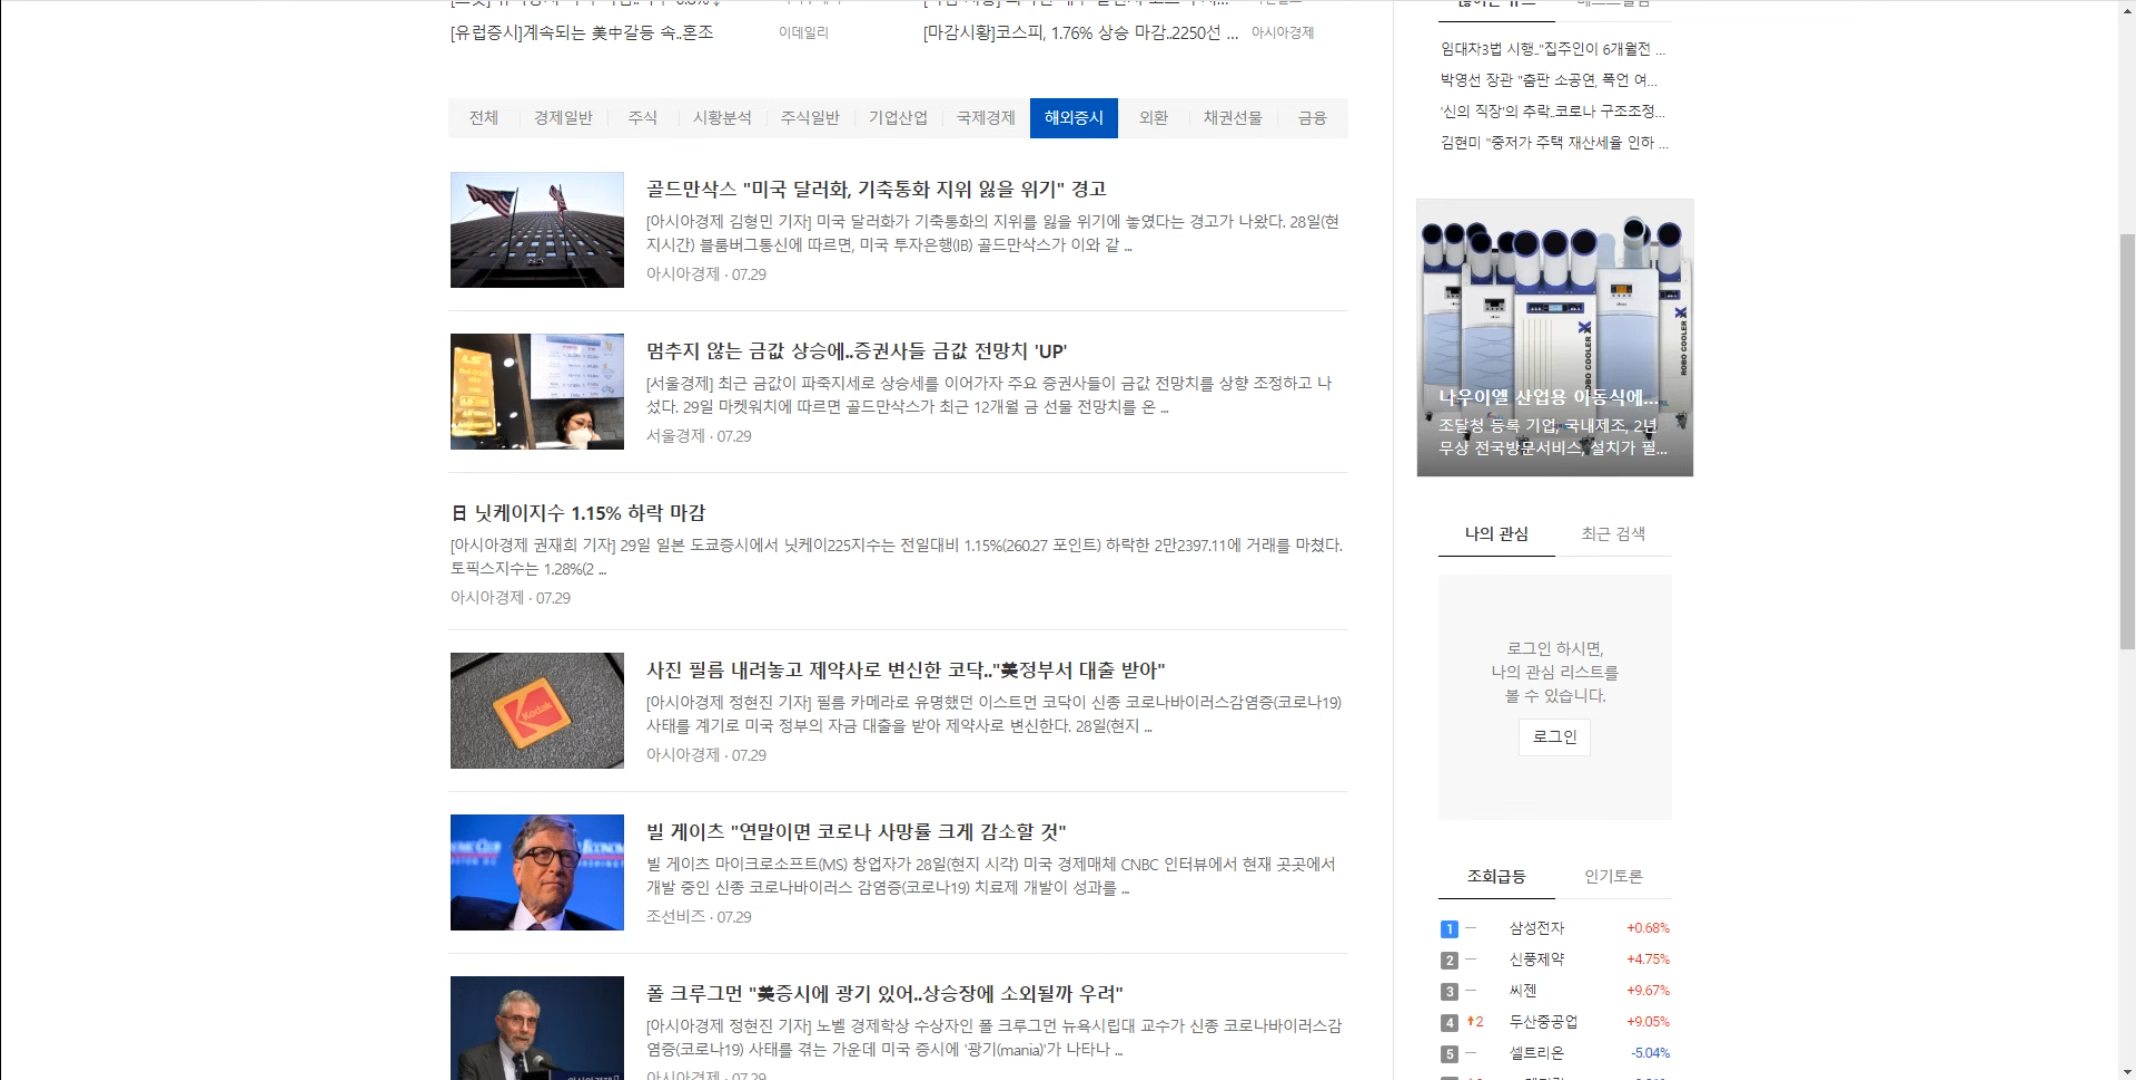 [유럽증시]계속되는 美中갈등 속..혼조 이데일리
[마감시황]코스피, 1.76% 상승 마감..2250선 ... 아시아경제
전체 경제일반 주식 시황분석 주식일반 기업산업 국제경제 해외증시 외환 채권선물 금융
골드만삭스 "미국 달러화, 기축통화 지위 잃을 위기" 경고
[아시아경제 김형민 기자] 미국 달러화가 기축통화의 지위를 잃을 위기에 놓였다는 경고가 나왔다. 28일(현
지시간) 블룸버그통신에 따르면, 미국 투자은행(IB) 골드만삭스가 이와 같 ...
아시아경제 · 07.29
멈추지 않는 금값 상승에..증권사들 금값 전망치 'UP'
[서울경제] 최근 금값이 파죽지세로 상승세를 이어가자 주요 증권사들이 금값 전망치를 상향 조정하고 나
섰다. 29일 마켓워치에 따르면 골드만삭스가 최근 12개월 금 선물 전망치를 온 ...
서울경제 · 07.29
日 닛케이지수 1.15% 하락 마감
[아시아경제 권재희 기자] 29일 일본 도쿄증시에서 닛케이225지수는 전일대비 1.15%(260.27 포인트) 하락한 2만2397.11에 거래를 마쳤다.
토픽스지수는 1.28%(2 ...
아시아경제 · 07.29
사진 필름 내려놓고 제약사로 변신한 코닥.."美정부서 대출 받아"
[아시아경제 정현진 기자] 필름 카메라로 유명했던 이스트먼 코닥이 신종 코로나바이러스감염증(코로나19)
사태를 계기로 미국 정부의 자금 대출을 받아 제약사로 변신한다. 28일(현지 ...
아시아경제 · 07.29
Kodak
빌 게이츠 "연말이면 코로나 사망률 크게 감소할 것"
빌 게이츠 마이크로소프트(MS) 창업자가 28일(현지 시각) 미국 경제매체 CNBC 인터뷰에서 현재 곳곳에서
개발 중인 신종 코로나바이러스 감염증(코로나19) 치료제 개발이 성과를 ...
조선비즈 · 07.29
폴 크루그먼 "美증시에 광기 있어..상승장에 소외될까 우려"
[아시아경제 정현진 기자] 노벨 경제학상 수상자인 폴 크루그먼 뉴욕시립대 교수가 신종 코로나바이러스감
염증(코로나19) 사태를 겪는 가운데 미국 증시에 '광기(mania)'가 나타나 ...
아시아경제 · 07.29
임대차3법 시행.."집주인이 6개월전 ...
박영선 장관 "출판 소공연, 폭언 여...
'신의 직장'의 추락..코로나 구조조정...
김현미 "중저가 주택 재산세율 인하 ...
ROBO COOLER
ROBO COOLER
나우이엘 산업용 이동식에...
조달청 등록 기업, 국내제조, 2년
무상 전국방문서비스, 설치가 필...
나의 관심 최근 검색
로그인 하시면,
나의 관심 리스트를
볼 수 있습니다.
로그인
조회급등 인기토론
1 삼성전자 +0.68%
2 신풍제약 +4.75%
3 씨젠 +9.67%
4 ↑2 두산중공업 +9.05%
5 셀트리온 -5.04%